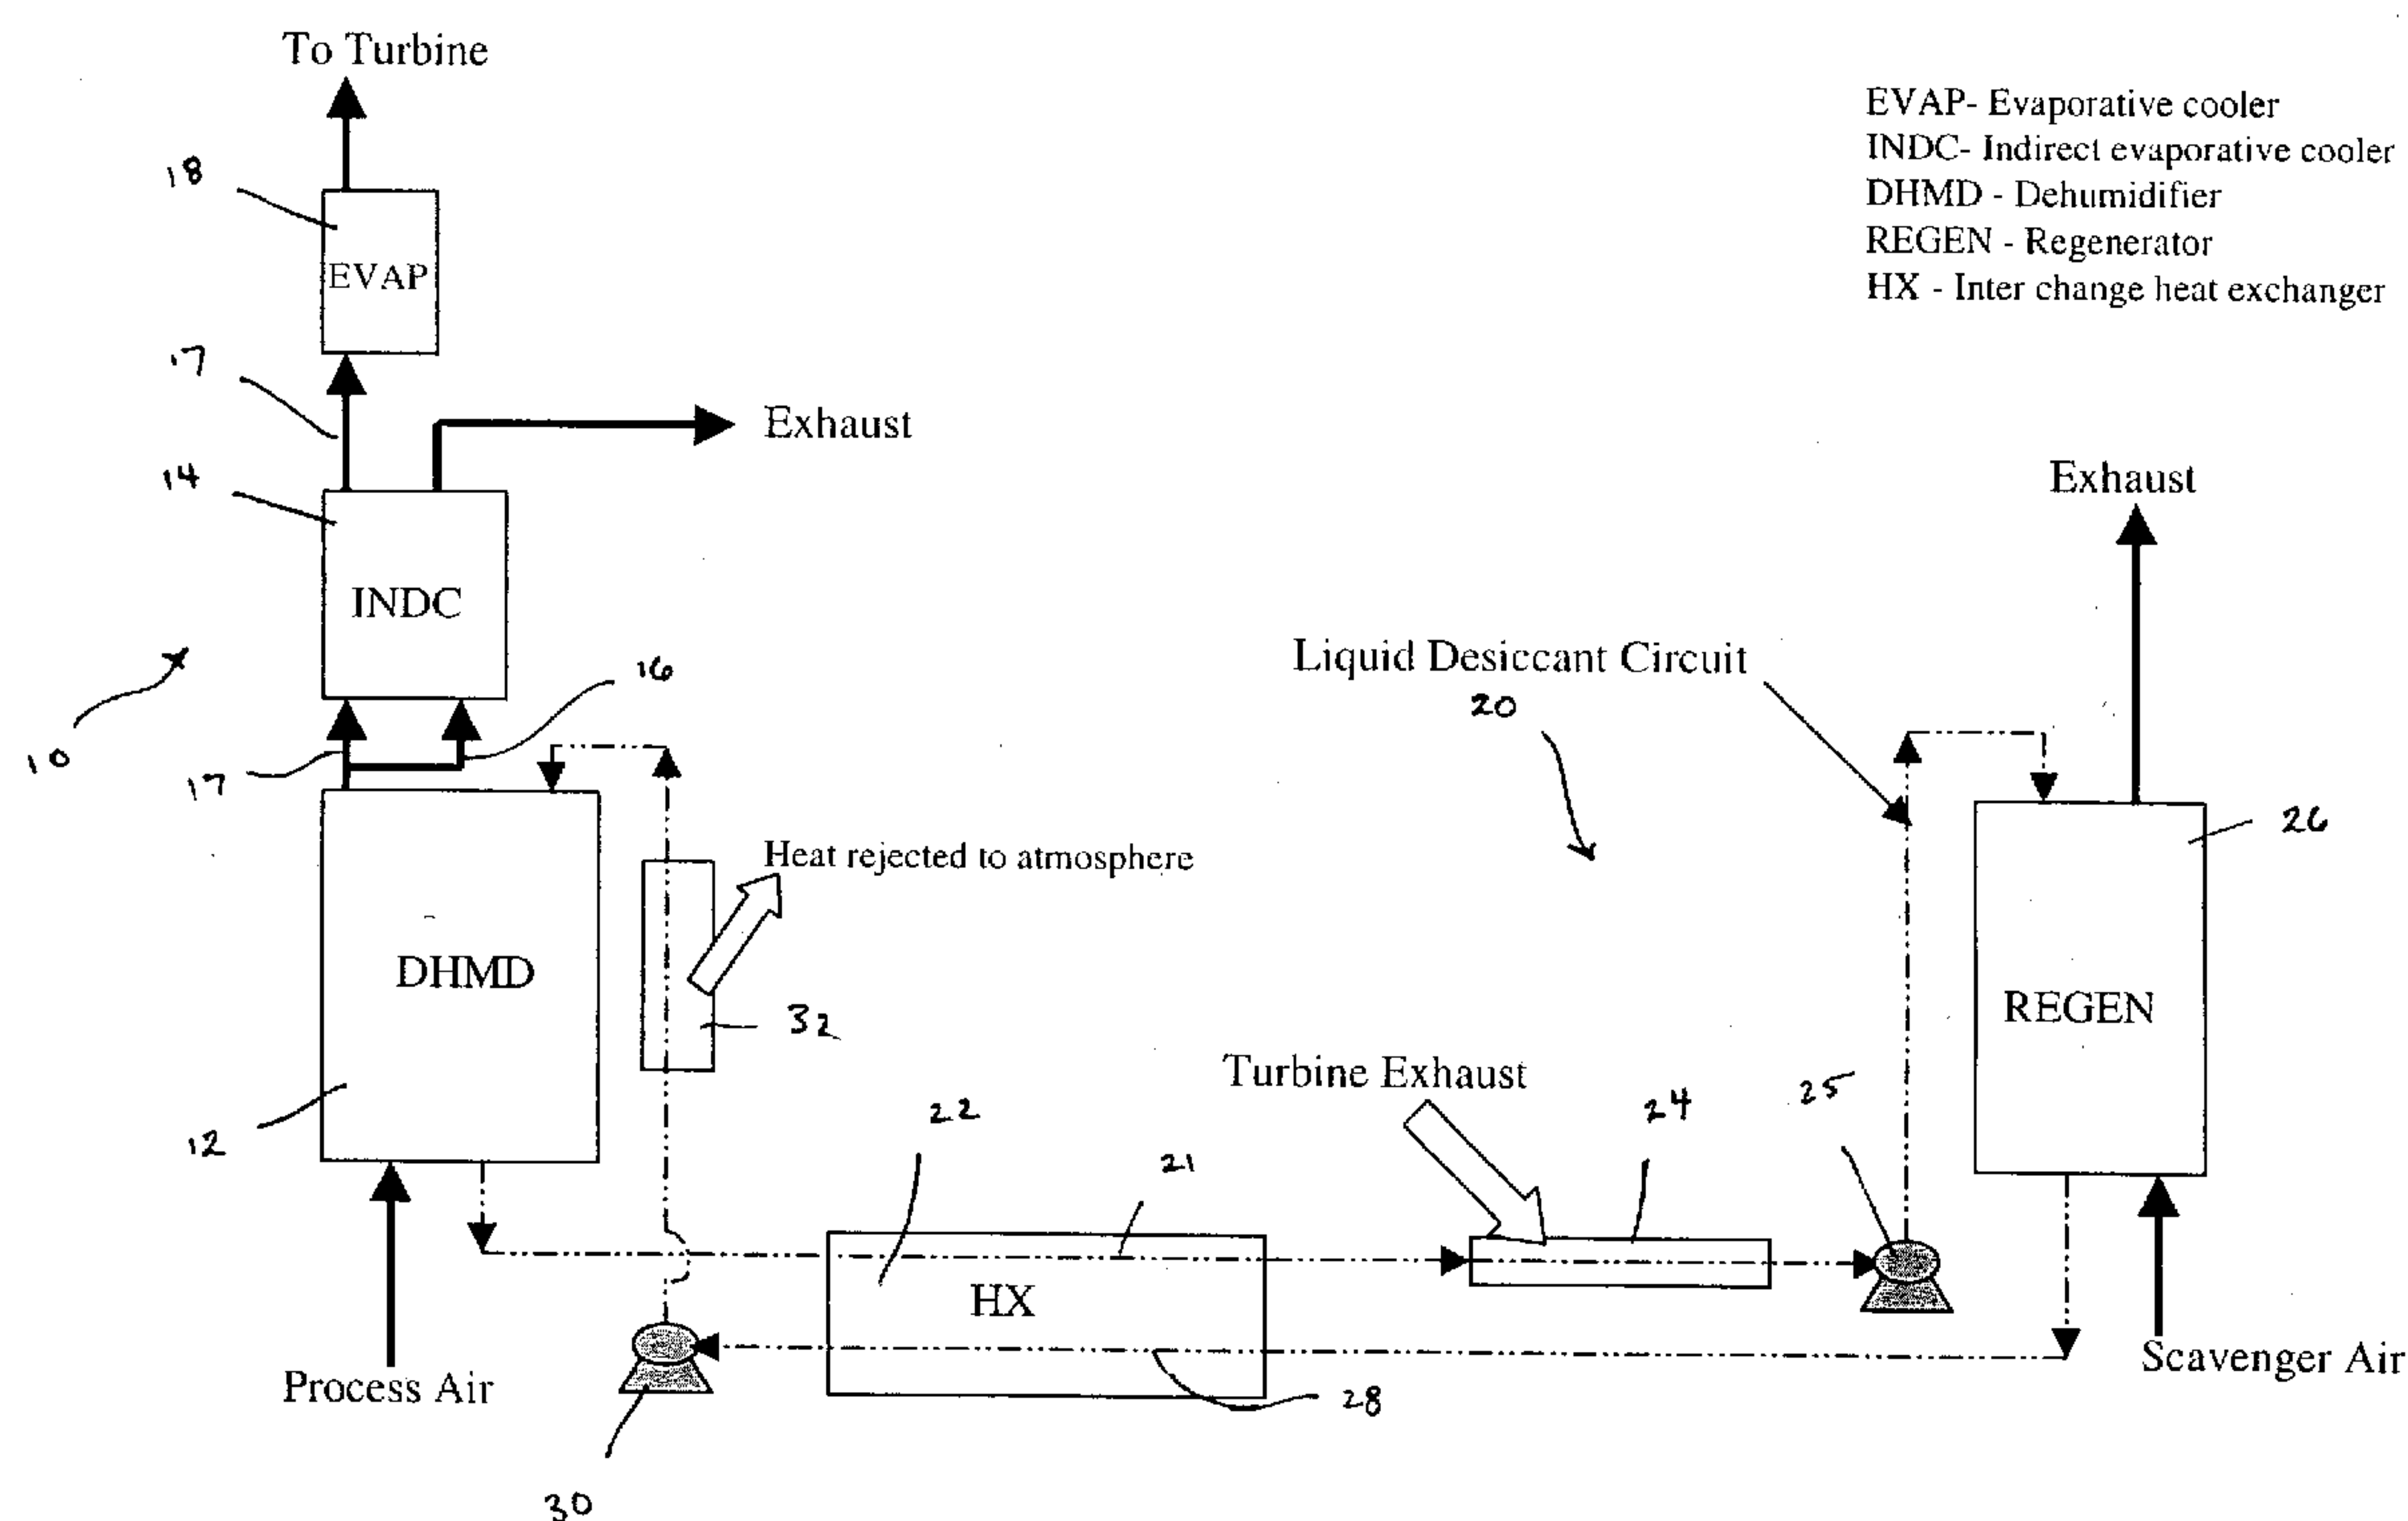 To Turbine
EVAP- Evaporative cooler
INDC- Indirect evaporative cooler
DHMD - Dehumidifier
REGEN - Regenerator
HX - Inter change heat exchanger
18
EVAP
17
Exhaust
14
INDC
Exhaust
10
16
17
Liquid Desiccant Circuit
20
26
Heat rejected to atmosphere
DHMD
32
REGEN
12
Turbine Exhaust
22
21
24
25
HX
Process Air
28
Scavenger Air
30